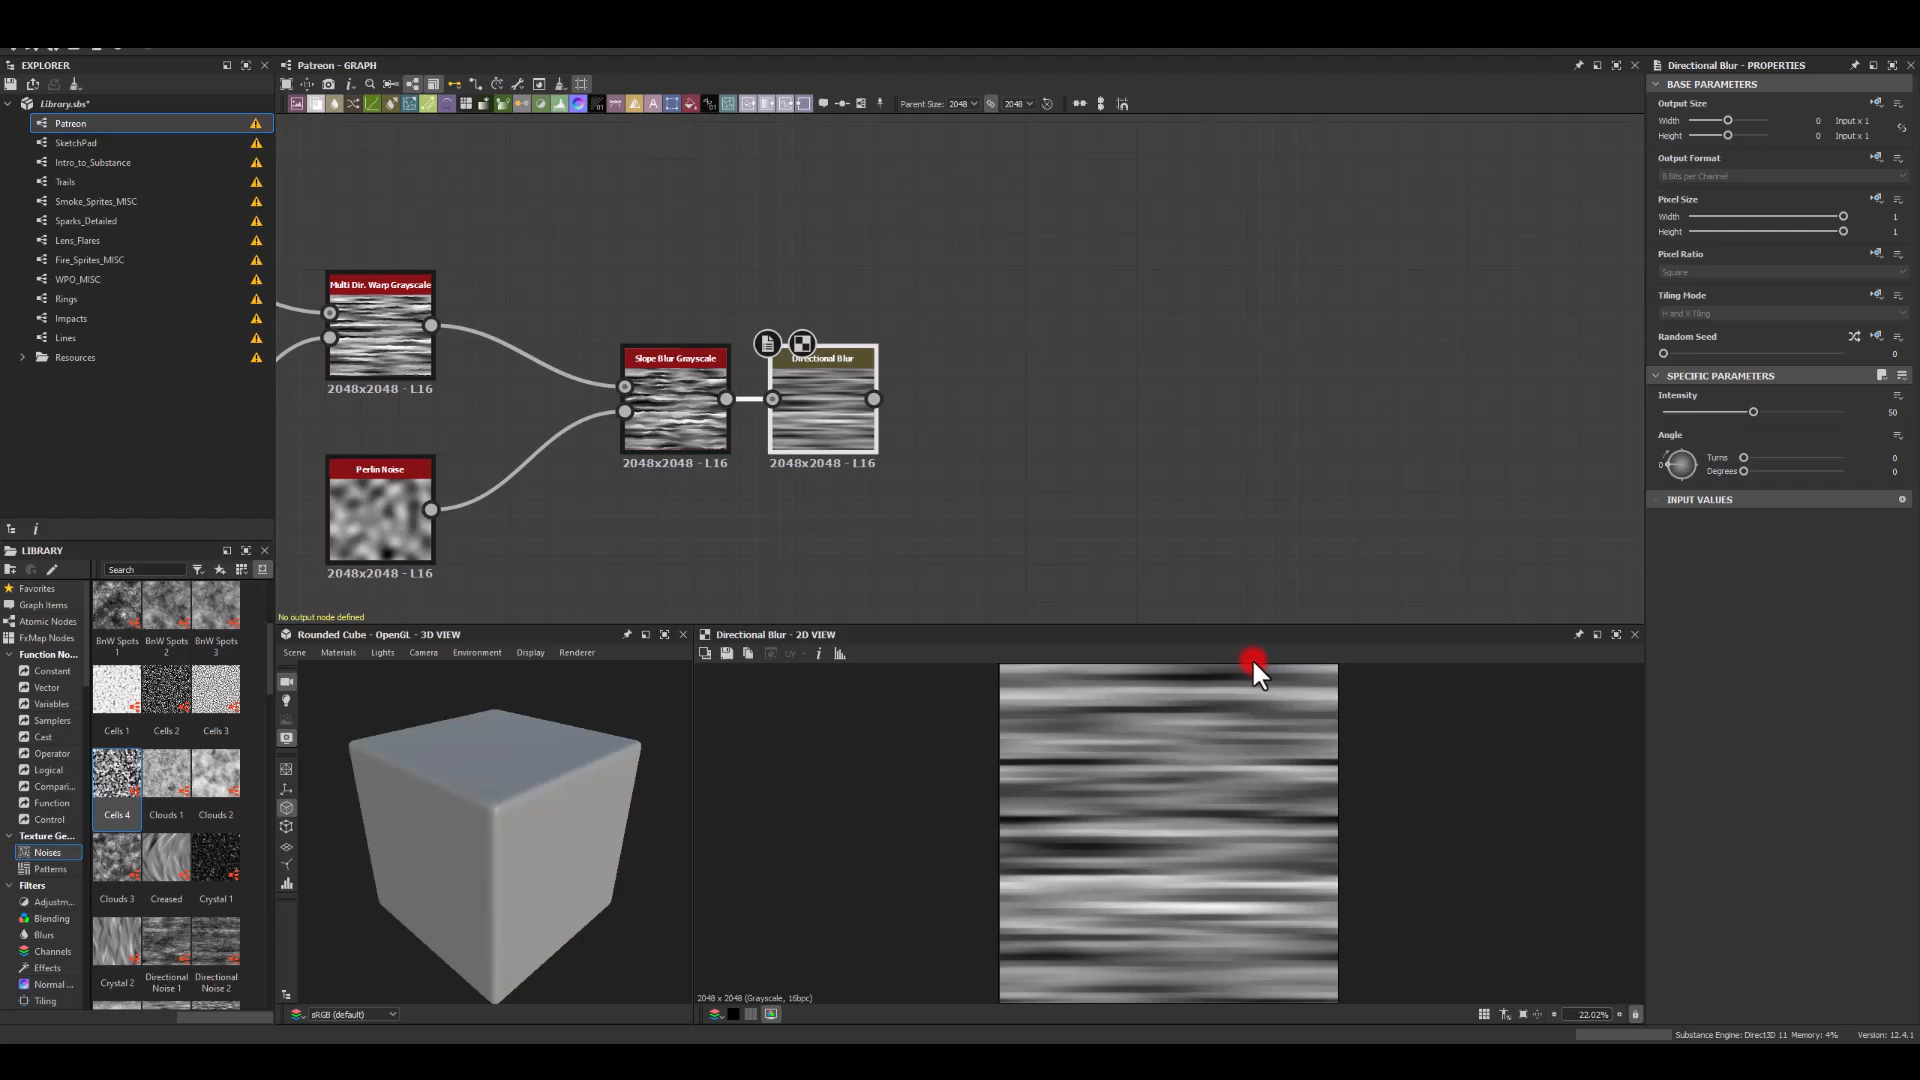 EXPLORER
Library.sbs*
Patreon
SketchPad
Intro_to_Substance
Trails
Smoke_Sprites_MISC
Sparks_Detailed
Lens_Flares
Fire_Sprites_MISC
WPO_MISC
Rings
Impacts
Lines
Resources
LIBRARY
Search
Favorites
Graph Items
Atomic Nodes
FxMap Nodes
Function No...
Constant
Vector
Variables
Samplers
Cast
Operator
Logical
Compari...
Function
Control
Texture Ge...
Noises
Patterns
Filters
Adjustm...
Blending
Blurs
Channels
Effects
Normal ...
Tiling
BnW Spots 1
BnW Spots 2
BnW Spots 3
Cells 1
Cells 2
Cells 3
Cells 4
Clouds 1
Clouds 2
Clouds 3
Creased
Crystal 1
Crystal 2
Directional Noise 1
Directional Noise 2
Patreon - GRAPH
Parent Size: 2048
2048
Multi Dir. Warp Grayscale
2048x2048 - L16
Perlin Noise
2048x2048 - L16
Slope Blur Grayscale
2048x2048 - L16
Directional Blur
2048x2048 - L16
No output node defined
Rounded Cube - OpenGL - 3D VIEW
Scene Materials Lights Camera Environment Display Renderer
sRGB (default)
Directional Blur - 2D VIEW
UV
2048 x 2048 (Grayscale, 16bpc)
22.02%
Directional Blur - PROPERTIES
BASE PARAMETERS
Output Size
Width 0 Input x 1
Height 0 Input x 1
Output Format
8 Bits per Channel
Pixel Size
Width 1
Height 1
Pixel Ratio
Square
Tiling Mode
H and V Tiling
Random Seed
0
SPECIFIC PARAMETERS
Intensity
50
Angle
0 Turns 0
Degrees 0
INPUT VALUES
Substance Engine: Direct3D 11 Memory: 4% Version: 12.4.1